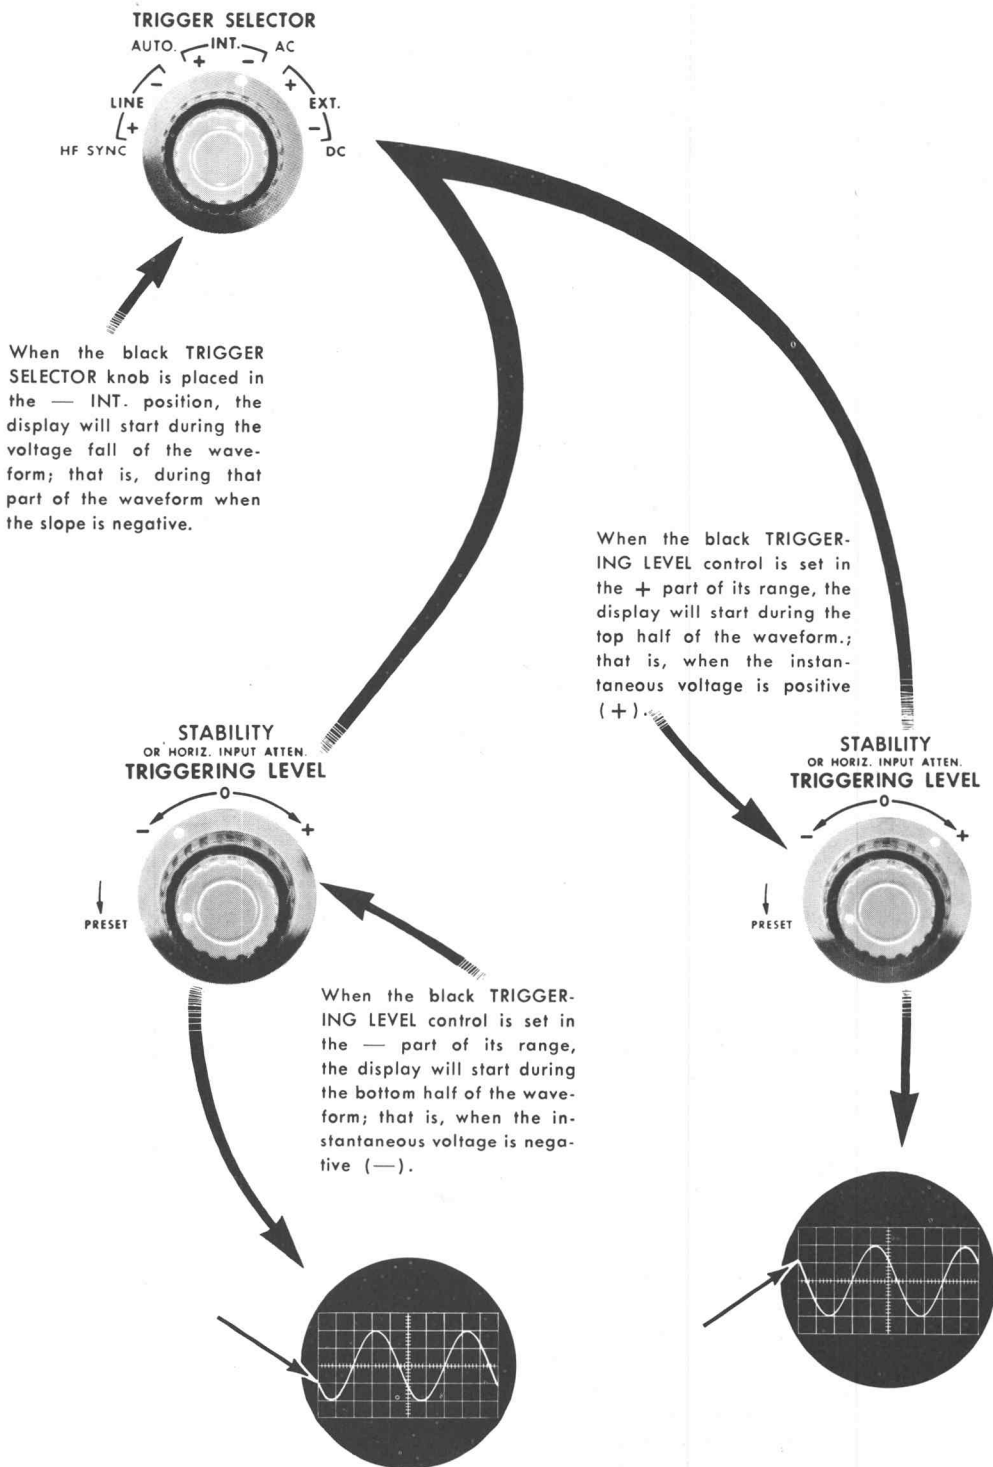 TRIGGER SELECTOR
AUTO. INT. AC
+ −
− +
LINE EXT.
+ −
HF SYNC DC
When the black TRIGGER
SELECTOR knob is placed in
the — INT. position, the
display will start during the
voltage fall of the wave-
form; that is, during that
part of the waveform when
the slope is negative.
When the black TRIGGER-
ING LEVEL control is set in
the + part of its range, the
display will start during the
top half of the waveform.;
that is, when the instan-
taneous voltage is positive
(+).
STABILITY
OR HORIZ. INPUT ATTEN.
TRIGGERING LEVEL
0
− +
PRESET
STABILITY
OR HORIZ. INPUT ATTEN.
TRIGGERING LEVEL
0
− +
PRESET
When the black TRIGGER-
ING LEVEL control is set in
the — part of its range,
the display will start during
the bottom half of the wave-
form; that is, when the in-
stantaneous voltage is nega-
tive (—).